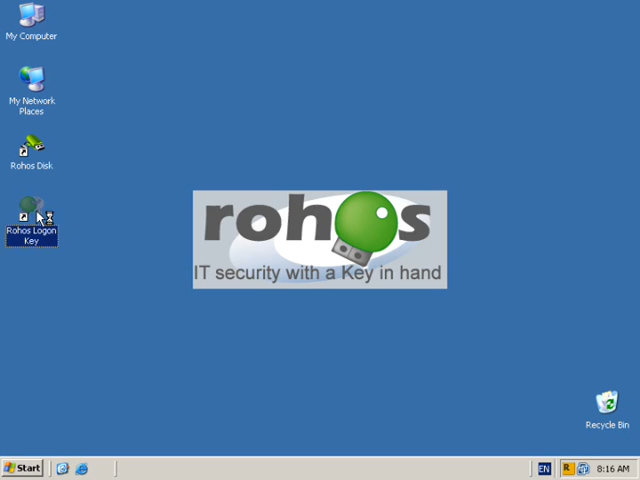 My Computer
My Network
Places
Rohos Disk
Rohos Logon
Key
rohos
IT security with a Key in hand
Recycle Bin
Start
EN
R
8:16 AM